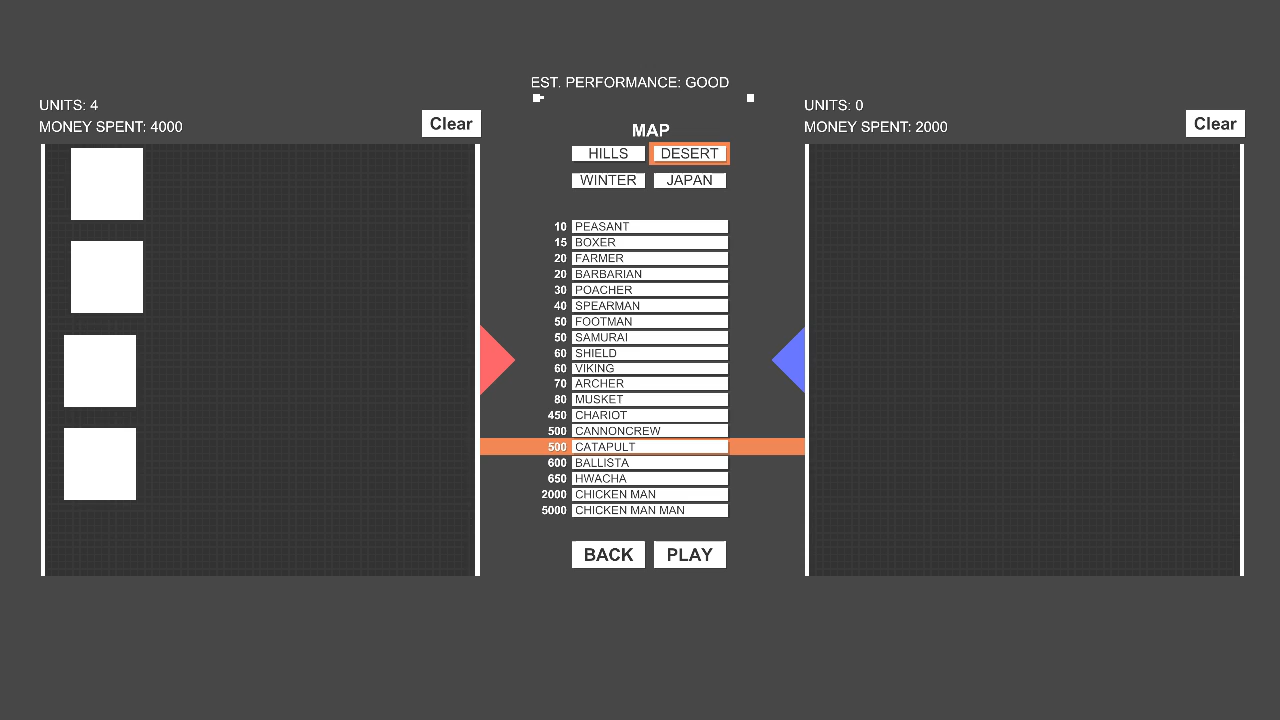 EST. PERFORMANCE: GOOD
UNITS: 4
MONEY SPENT: 4000
Clear
UNITS: 0
MONEY SPENT: 2000
Clear
MAP
HILLS DESERT
WINTER JAPAN
10 PEASANT
15 BOXER
20 FARMER
20 BARBARIAN
30 POACHER
40 SPEARMAN
50 FOOTMAN
50 SAMURAI
60 SHIELD
60 VIKING
70 ARCHER
80 MUSKET
450 CHARIOT
500 CANNONCREW
500 CATAPULT
600 BALLISTA
650 HWACHA
2000 CHICKEN MAN
5000 CHICKEN MAN MAN
BACK PLAY